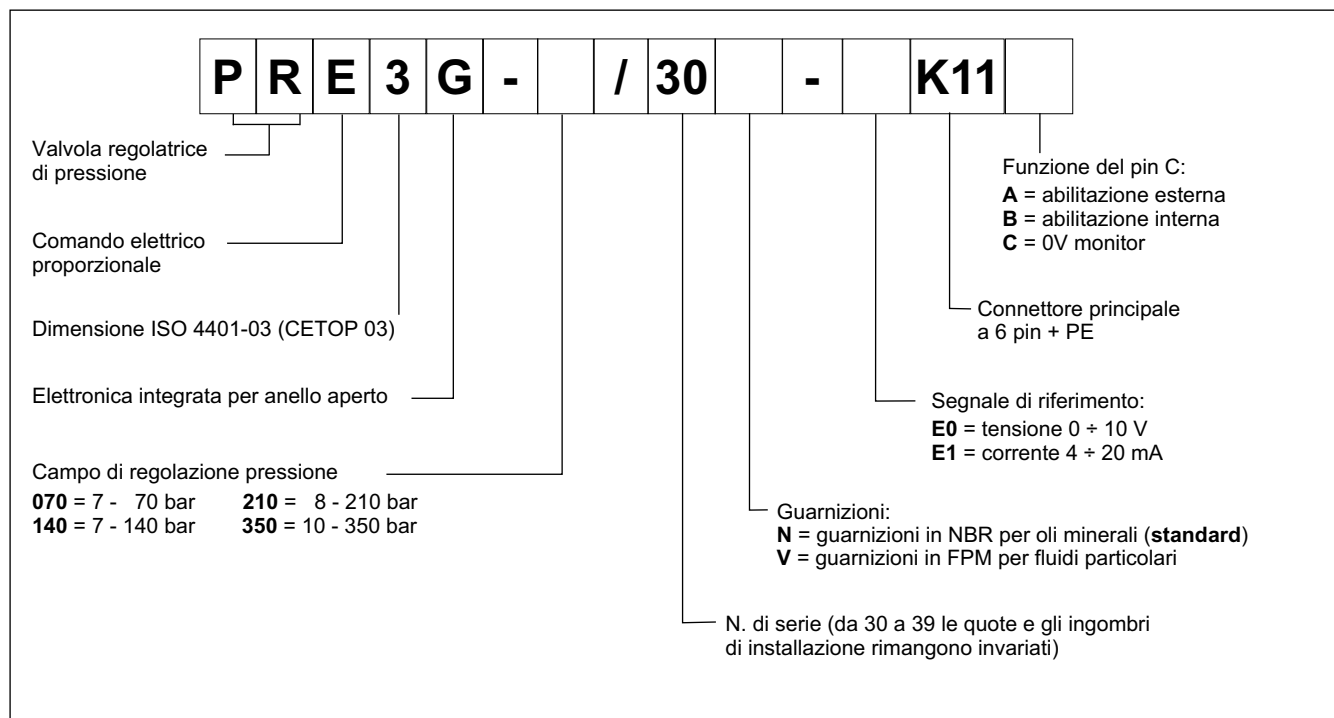 P R E 3 G - / 30 - K11
Valvola regolatrice
di pressione
Comando elettrico
proporzionale
Dimensione ISO 4401-03 (CETOP 03)
Elettronica integrata per anello aperto
Campo di regolazione pressione
070 = 7 - 70 bar 210 = 8 - 210 bar
140 = 7 - 140 bar 350 = 10 - 350 bar
Funzione del pin C:
A = abilitazione esterna
B = abilitazione interna
C = 0V monitor
Connettore principale
a 6 pin + PE
Segnale di riferimento:
E0 = tensione 0 ÷ 10 V
E1 = corrente 4 ÷ 20 mA
Guarnizioni:
N = guarnizioni in NBR per oli minerali (standard)
V = guarnizioni in FPM per fluidi particolari
N. di serie (da 30 a 39 le quote e gli ingombri
di installazione rimangono invariati)